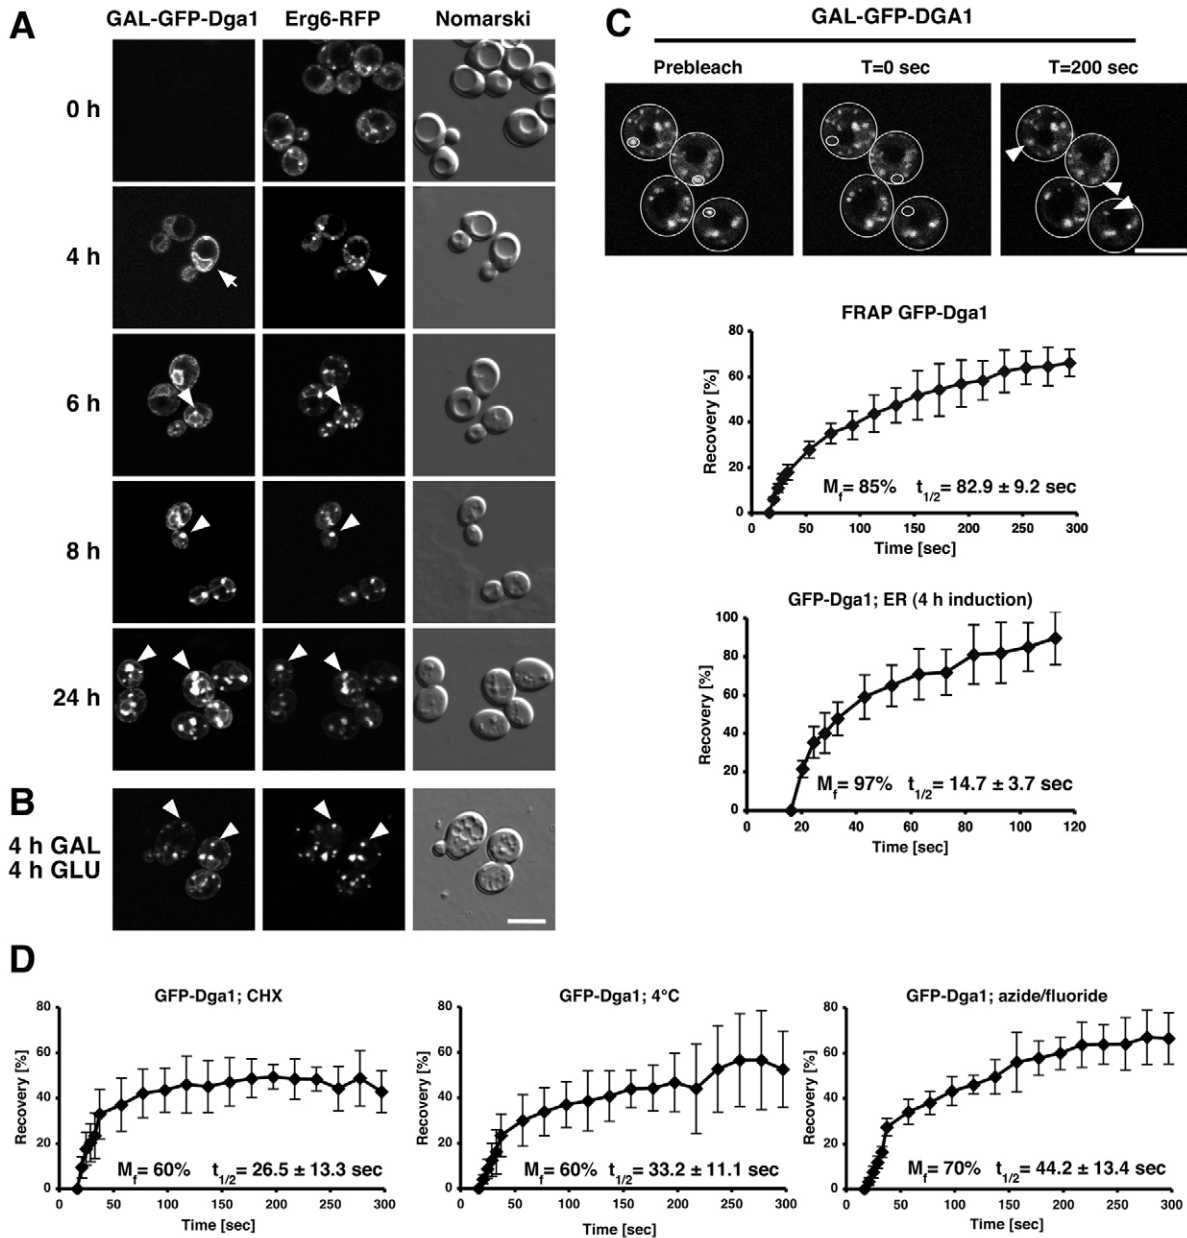 A
GAL-GFP-Dga1 Erg6-RFP Nomarski
0 h
4 h
6 h
8 h
24 h
B
4 h GAL
4 h GLU
C
GAL-GFP-DGA1
Prebleach T=0 sec T=200 sec
FRAP GFP-Dga1
Recovery [%]
80
60
40
20
0
Mf= 85% t1/2= 82.9 ± 9.2 sec
0 50 100 150 200 250 300
Time [sec]
GFP-Dga1; ER (4 h induction)
Recovery [%]
100
80
60
40
20
0
Mf= 97% t1/2= 14.7 ± 3.7 sec
0 20 40 60 80 100 120
Time [sec]
D
GFP-Dga1; CHX
Recovery [%]
80
60
40
20
0
Mf= 60% t1/2= 26.5 ± 13.3 sec
0 50 100 150 200 250 300
Time [sec]
GFP-Dga1; 4°C
Recovery [%]
80
60
40
20
0
Mf= 60% t1/2= 33.2 ± 11.1 sec
0 50 100 150 200 250 300
Time [sec]
GFP-Dga1; azide/fluoride
Recovery [%]
80
60
40
20
0
Mf= 70% t1/2= 44.2 ± 13.4 sec
0 50 100 150 200 250 300
Time [sec]